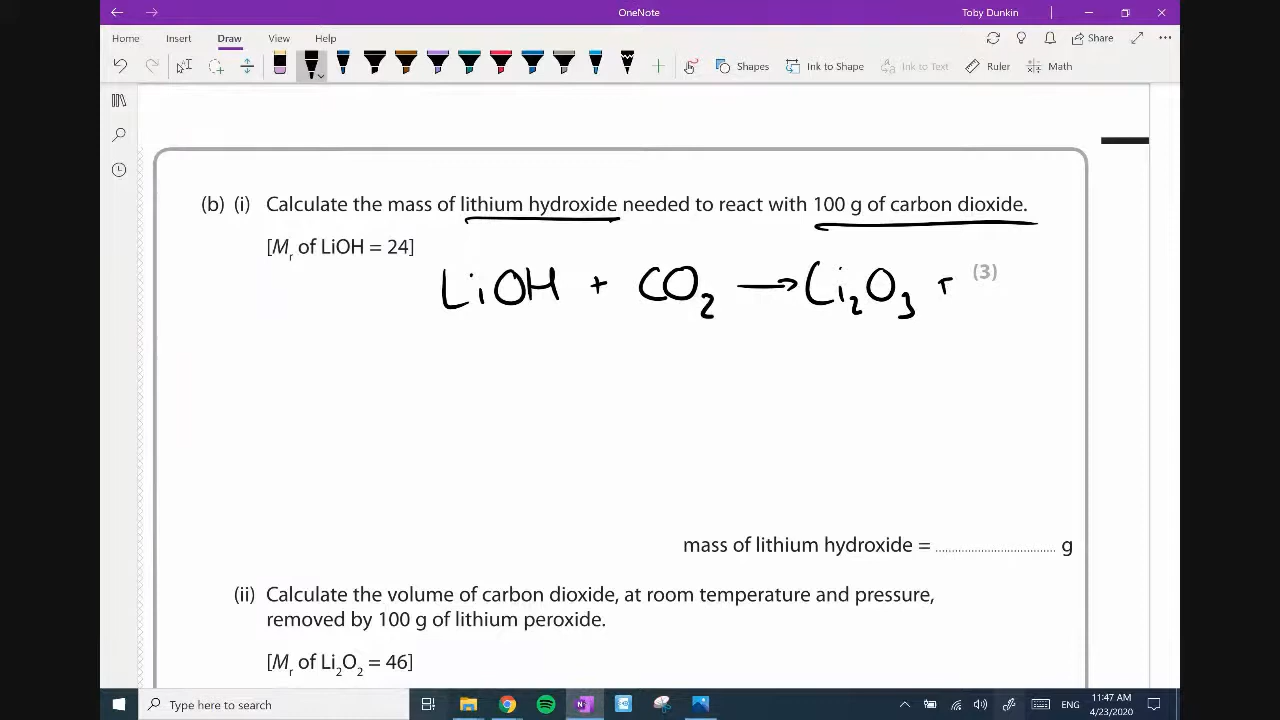 OneNote
Toby Dunkin
Home Insert Draw View Help
Share
Shapes Ink to Shape Ink to Text Ruler Math
(b) (i) Calculate the mass of lithium hydroxide needed to react with 100 g of carbon dioxide.
[Mr of LiOH = 24]
(3)
LiOH + CO2 → Li2O3
mass of lithium hydroxide = .................................... g
(ii) Calculate the volume of carbon dioxide, at room temperature and pressure,
removed by 100 g of lithium peroxide.
[Mr of Li2O2 = 46]
Type here to search
ENG
11:47 AM
4/23/2020